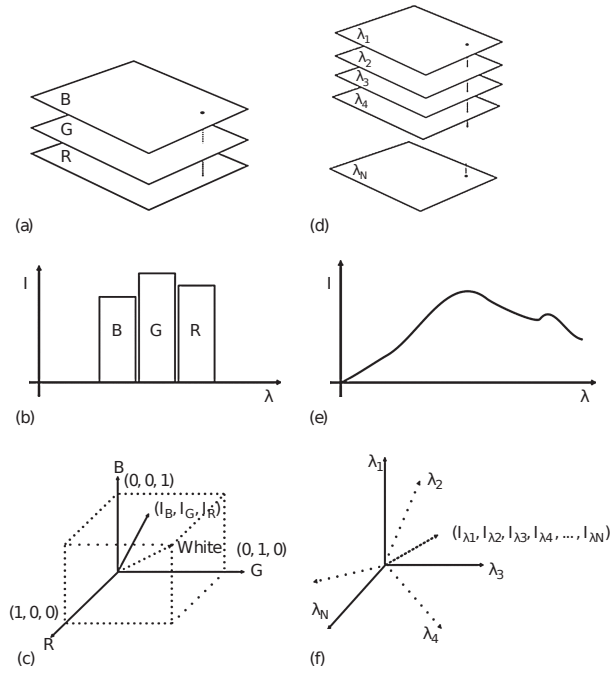 B
G
R
(a)
λ1
λ2
λ3
λ4
λN
(d)
I
B
G
R
λ
(b)
I
λ
(e)
B
(0, 0, 1)
(IB, IG, IR)
White
(0, 1, 0)
G
(1, 0, 0)
R
(c)
λ1
λ2
(Iλ1, Iλ2, Iλ3, Iλ4, ..., IλN)
λ3
λN
λ4
(f)